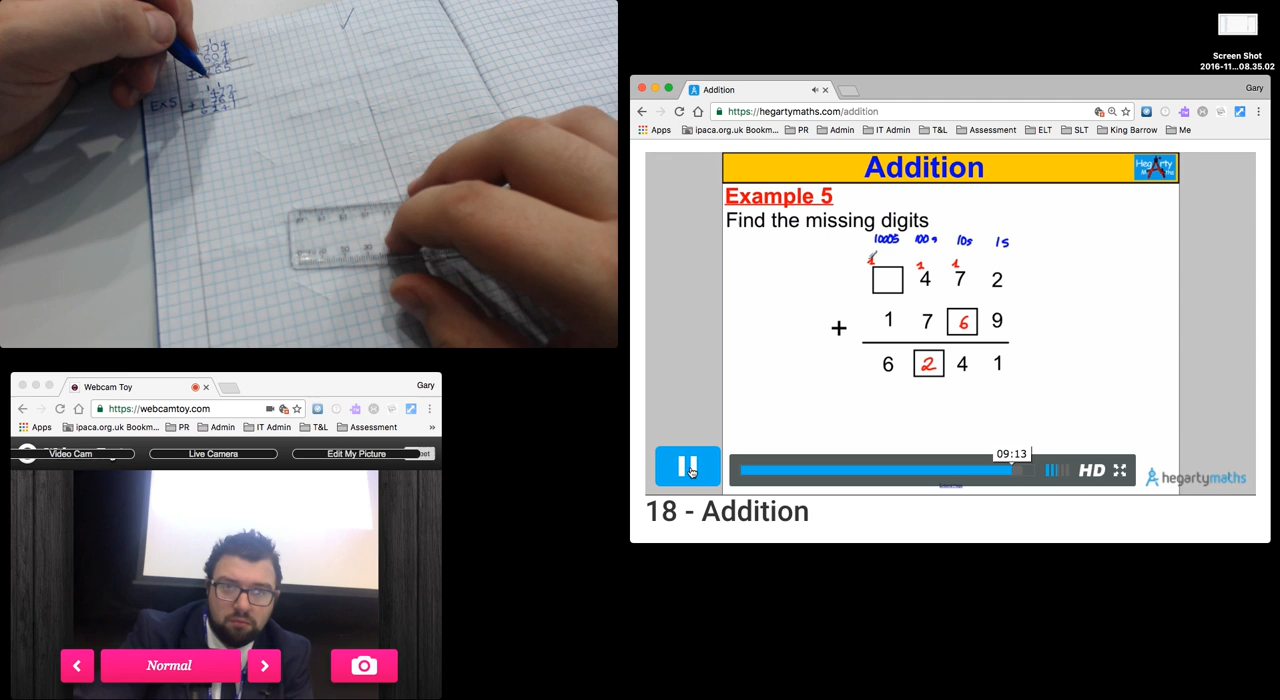 Screen Shot
2016-11...08.35.02
Addition
Gary
https://hegartymaths.com/addition
Apps ipaca.org.uk Bookm... PR Admin IT Admin T&L Assessment ELT SLT King Barrow Me
Addition
Hegarty Maths
Example 5
Find the missing digits
1000s 100s 10s 1s
1 1 1
4 7 2
+ 1 7 6 9
6 2 4 1
09:13
HD
hegartymaths
18 - Addition
EX5
Webcam Toy
Gary
https://webcamtoy.com
Apps ipaca.org.uk Bookm... PR Admin IT Admin T&L Assessment »
Video Cam Live Camera Edit My Picture
Normal